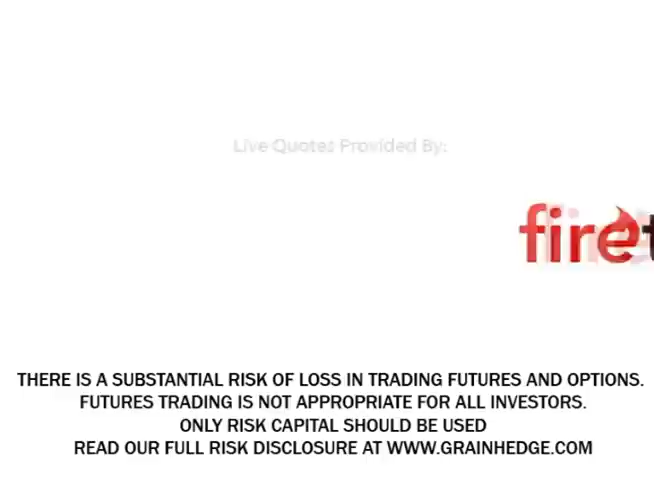 Live Quotes Provided By:
fire
THERE IS A SUBSTANTIAL RISK OF LOSS IN TRADING FUTURES AND OPTIONS.
FUTURES TRADING IS NOT APPROPRIATE FOR ALL INVESTORS.
ONLY RISK CAPITAL SHOULD BE USED
READ OUR FULL RISK DISCLOSURE AT WWW.GRAINHEDGE.COM